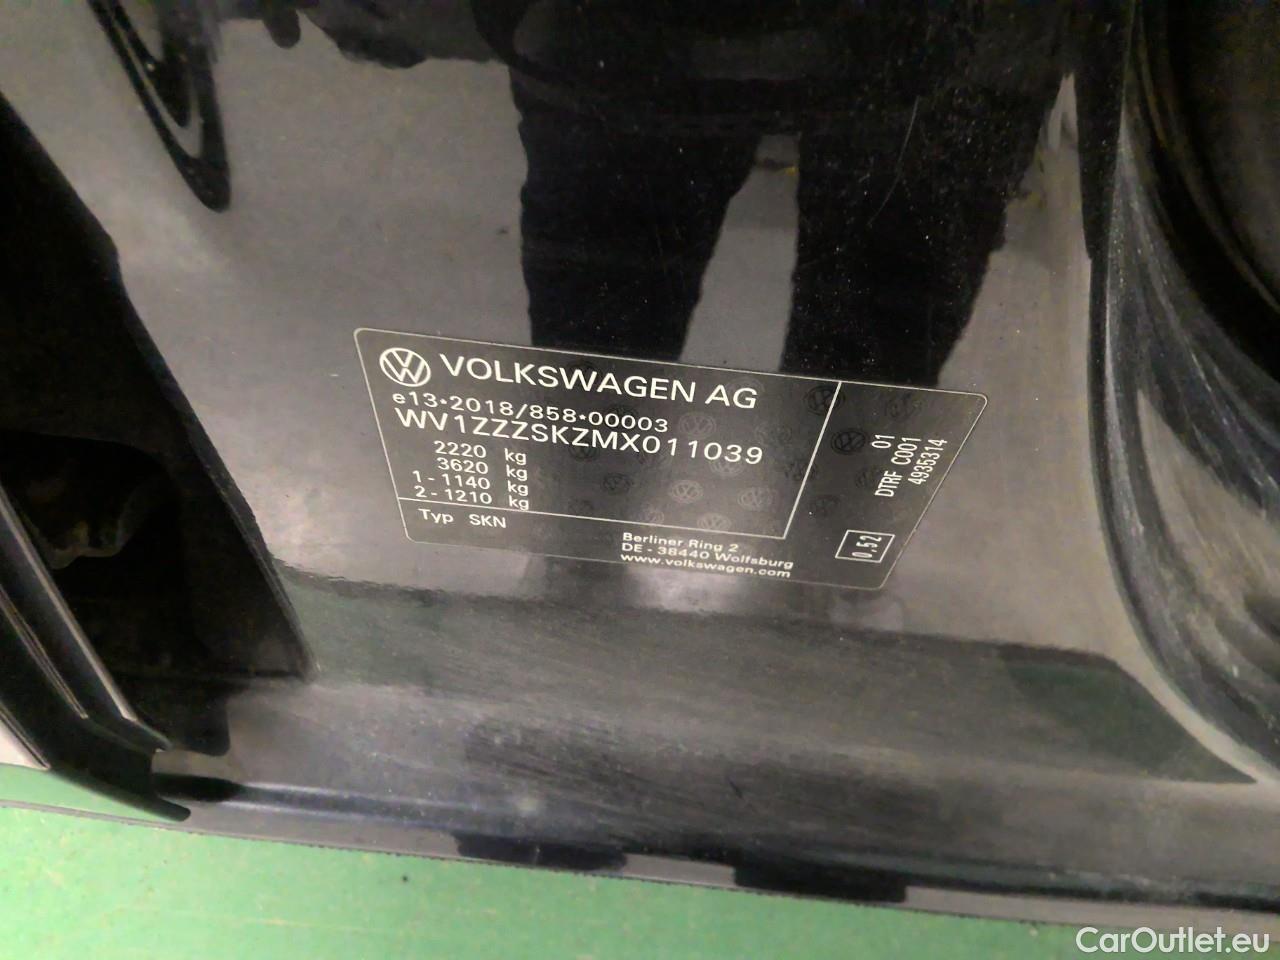 VOLKSWAGEN AG
e13*2018/858*00003
WV1ZZZSKZMX011039
2220 kg
3620 kg
1 - 1140 kg
2 - 1210 kg
Typ SKN
Berliner Ring 2
DE - 38440 Wolfsburg
www.volkswagen.com
01
DTRF C001
4935314
0,52
CarOutlet.eu